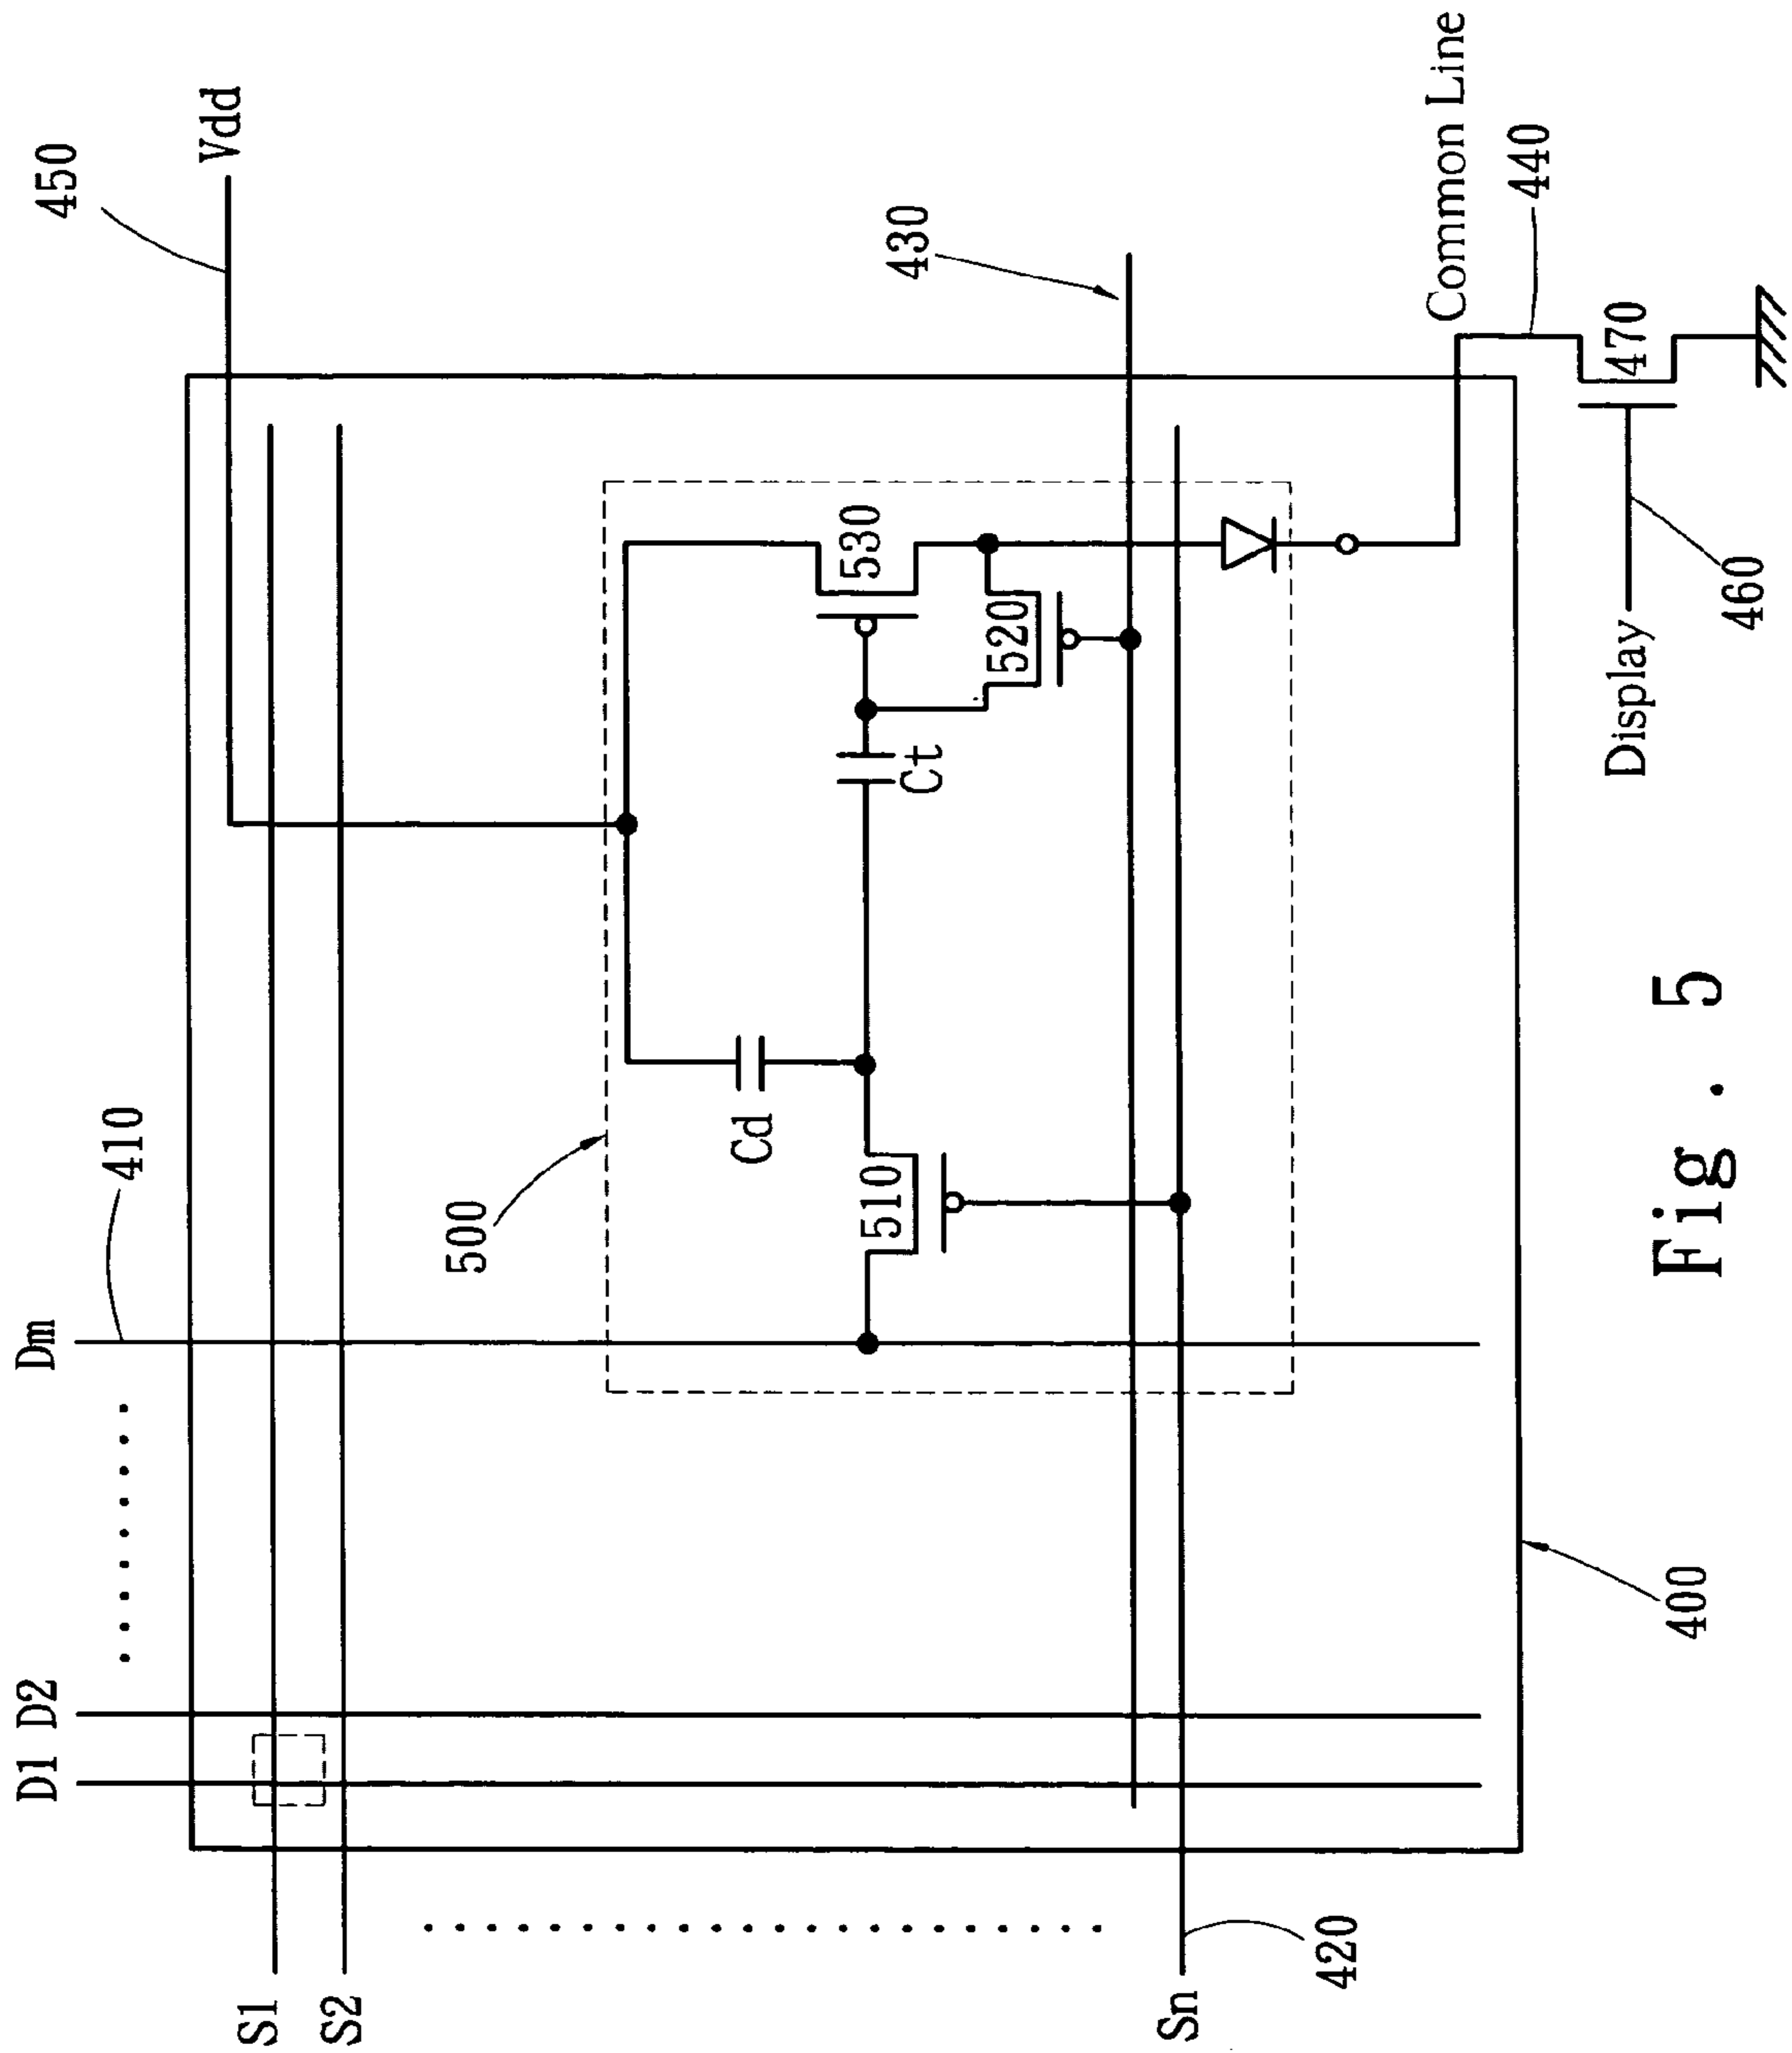 D1 D2 Dm
410
450
Vdd
S1
S2
500
Cd
Ct
530
430
510
520
Sn
420
Common Line
440
470
400
Display
460
Fig. 5